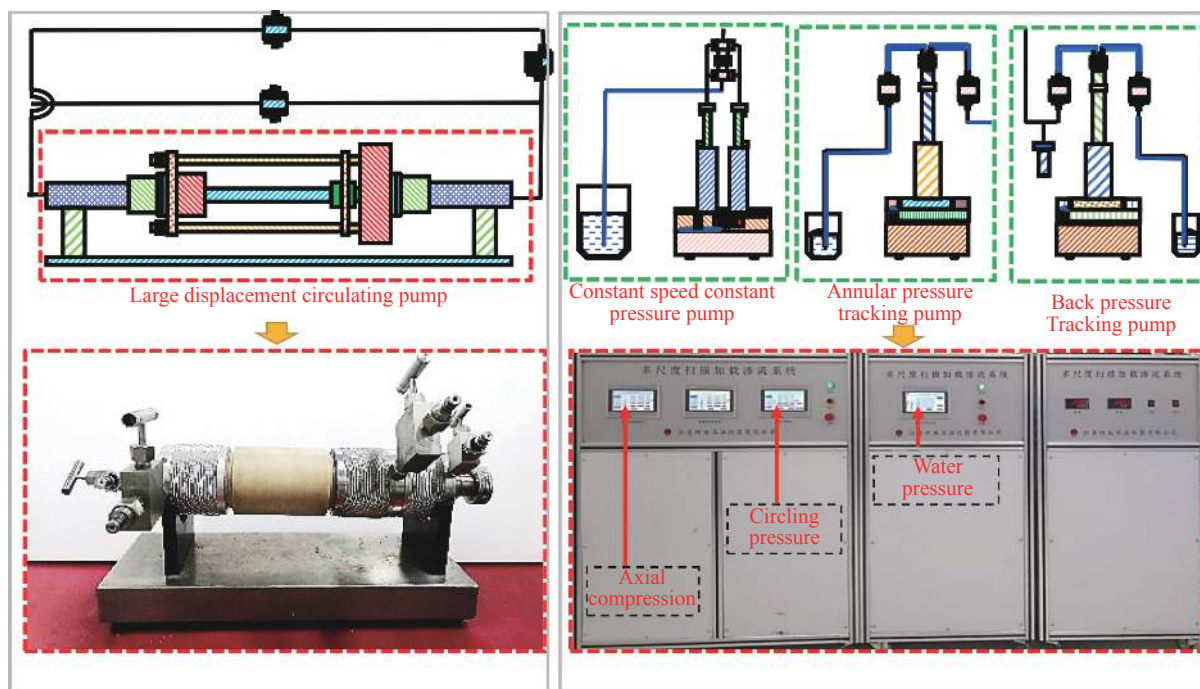 Large displacement circulating pump
Constant speed constant
pressure pump
Annular pressure
tracking pump
Back pressure
Tracking pump
多尺度扫描加载渗流系统
多尺度扫描加载渗流系统
多尺度扫描加载渗流系统
Axial
compression
Circling
pressure
Water
pressure